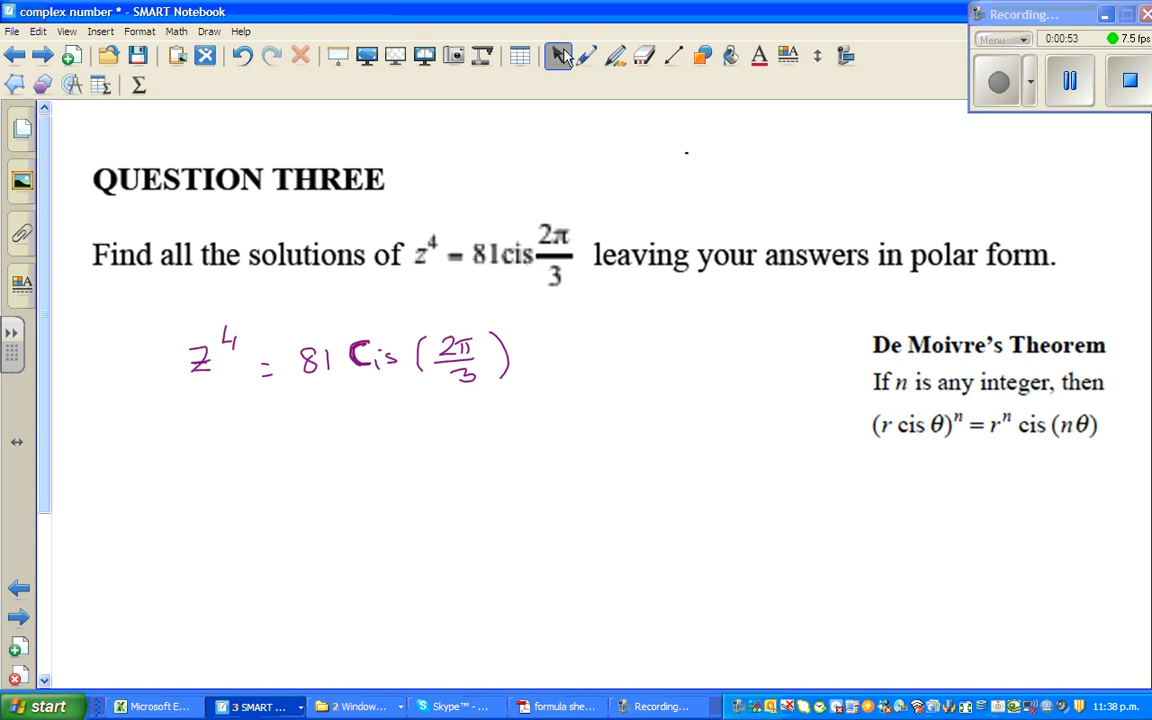 complex number * - SMART Notebook
Recording...
File Edit View Insert Format Math Draw Help
Menu
0:00:53
7.5 fps
QUESTION THREE
Find all the solutions of z⁴ = 81cis 2π/3 leaving your answers in polar form.
z⁴ = 81 Cis (2π/3)
De Moivre's Theorem
If n is any integer, then
(r cis θ)ⁿ = rⁿ cis (nθ)
start
Microsoft E...
3 SMART ...
2 Window...
Skype™ - ...
formula she...
Recording...
11:38 p.m.